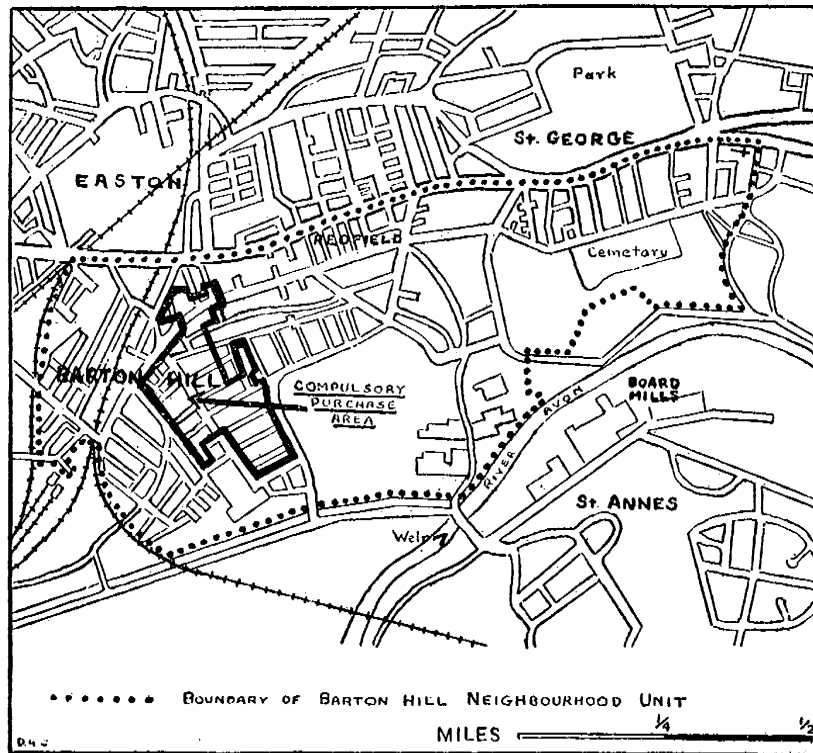 Park
St. GEORGE
EASTON
REDFIELD
Cemetary
BARTON HILL
COMPULSORY
PURCHASE
AREA
BOARD
MILLS
RIVER AVON
St. ANNES
Weir
BOUNDARY OF BARTON HILL NEIGHBOURHOOD UNIT
MILES
1/4
1/2